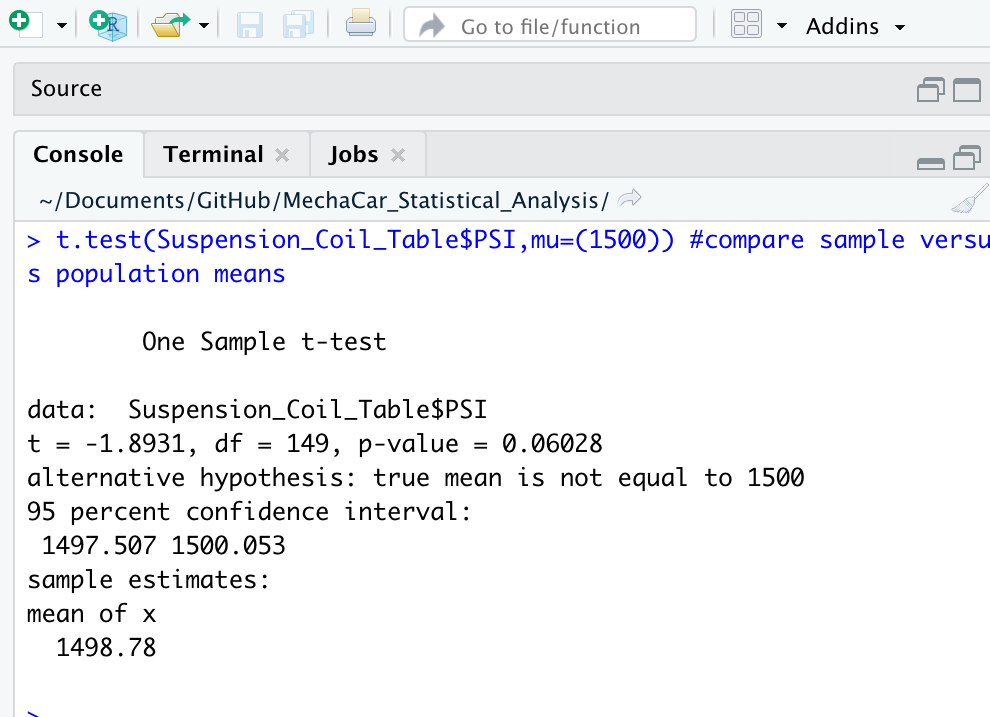 Go to file/function
Addins
Source
Console Terminal Jobs
~/Documents/GitHub/MechaCar_Statistical_Analysis/
> t.test(Suspension_Coil_Table$PSI,mu=(1500)) #compare sample versu
s population means
One Sample t-test
data:  Suspension_Coil_Table$PSI
t = -1.8931, df = 149, p-value = 0.06028
alternative hypothesis: true mean is not equal to 1500
95 percent confidence interval:
1497.507 1500.053
sample estimates:
mean of x
1498.78
>